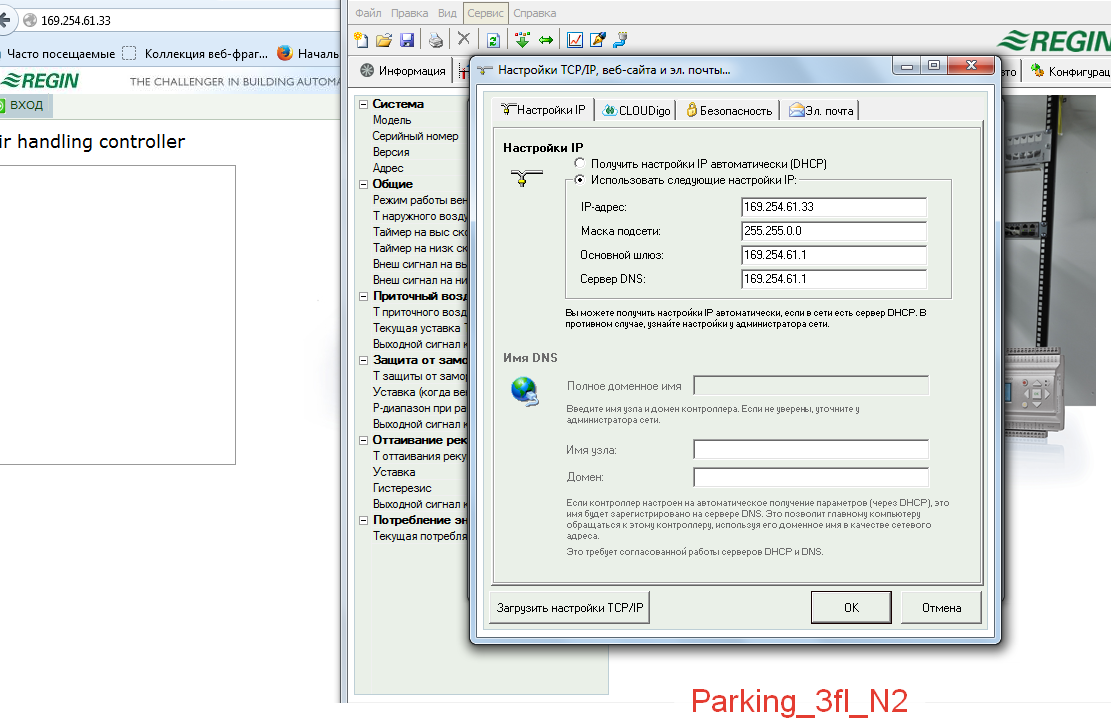 169.254.61.33
Часто посещаемые
Коллекция веб-фраг...
REGIN
THE CHALLENGER IN BUILDING AUTOMA
ВХОД
ir handling controller
Файл Правка Вид Сервис Справка
REGIN
Информация
Конфигурац
Система
Модель
Серийный номер
Версия
Адрес
Общие
Режим работы вен
Т наружного возду
Таймер на выс ско
Таймер на низк ск
Внеш сигнал на вы
Внеш сигнал на ни
Приточный возд
Т приточного возд
Текущая уставка
Выходной сигнал к
Защита от замо
Т защиты от замор
Уставка (когда ве
Р-диапазон при ра
Выходной сигнал к
Оттаивание рек
Т оттаивания реку
Уставка
Гистерезис
Выходной сигнал к
Потребление эн
Текущая потребля
Настройки TCP/IP, веб-сайта и эл. почты...
Настройки IP
CLOUDigo
Безопасность
Эл. почта
Настройки IP
Получить настройки IP автоматически (DHCP)
Использовать следующие настройки IP:
IP-адрес: 169.254.61.33
Маска подсети: 255.255.0.0
Основной шлюз: 169.254.61.1
Сервер DNS: 169.254.61.1
Вы можете получить настройки IP автоматически, если в сети есть сервер DHCP. В
противном случае, узнайте настройки у администратора сети.
Имя DNS
Полное доменное имя
Введите имя узла и домен контроллера. Если не уверены, уточните у
администратора сети.
Имя узла:
Домен:
Если контроллер настроен на автоматическое получение параметров (через DHCP), это
имя будет зарегистрировано на сервере DNS. Это позволит главному компьютеру
обращаться к этому контроллеру, используя его доменное имя в качестве сетевого
адреса.
Это требует согласованной работы серверов DHCP и DNS.
Загрузить настройки TCP/IP
OK
Отмена
Parking_3fl_N2